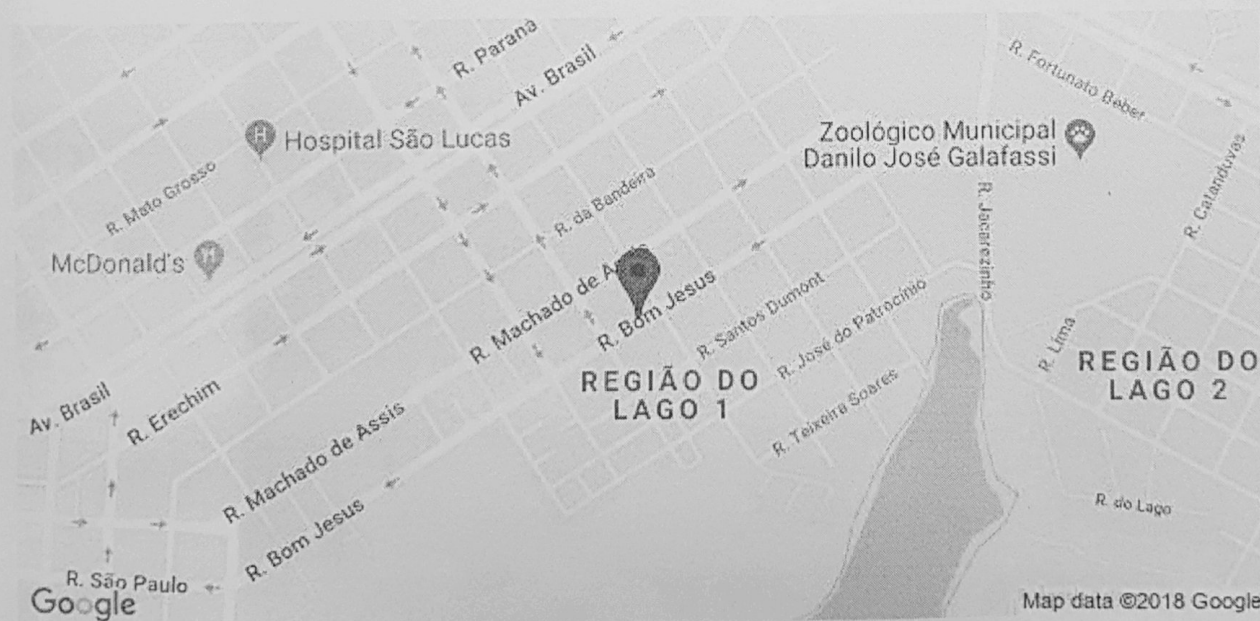 R. Paraná
Av. Brasil
R. Fortunato Beber
Hospital São Lucas
Zoológico Municipal
Danilo José Galafassi
R. Catanduvas
R. Mato Grosso
R. da Bandeira
R. Jacarezinho
McDonald's
R. Machado de Assis
R. Bom Jesus
R. Santos Dumont
R. José do Patrocínio
R. Lima
REGIÃO DO
LAGO 1
REGIÃO DO
LAGO 2
Av. Brasil
R. Erechim
R. Teixeira Soares
R. Machado de Assis
R. do Lago
R. Bom Jesus
R. São Paulo
Google
Map data ©2018 Google